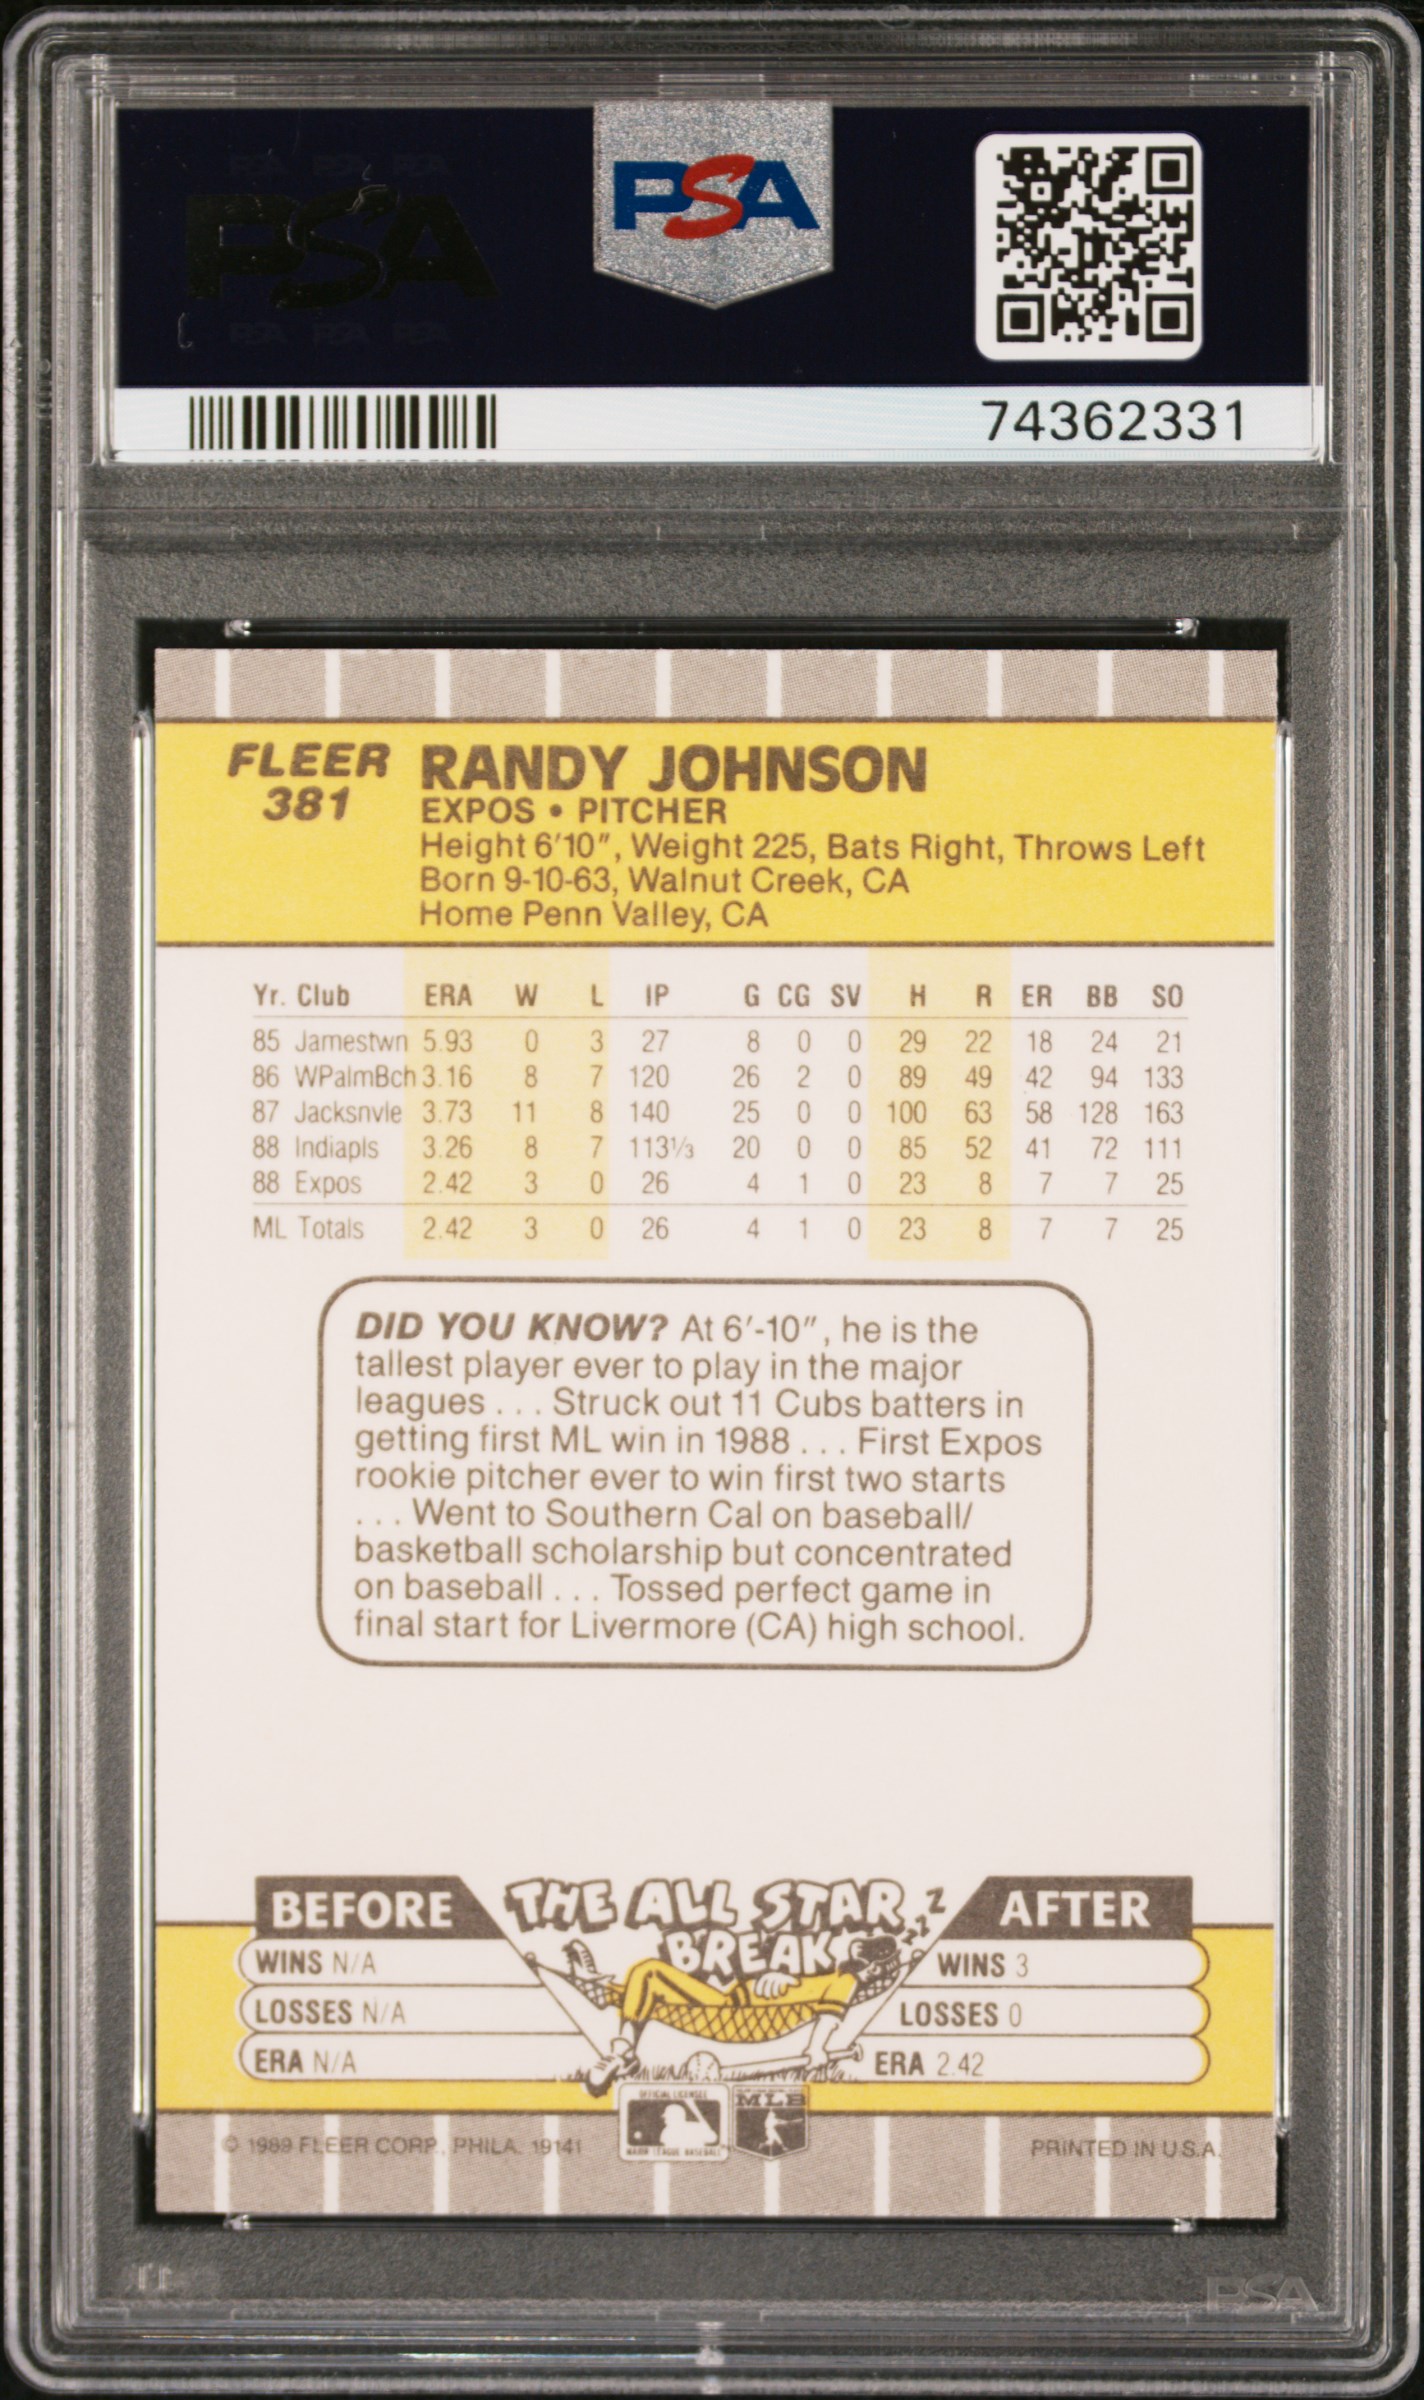 PSA
PSA
74362331
FLEER
381
RANDY JOHNSON
EXPOS • PITCHER
Height 6'10", Weight 225, Bats Right, Throws Left
Born 9-10-63, Walnut Creek, CA
Home Penn Valley, CA
Yr. Club ERA W L IP G CG SV H R ER BB SO
85 Jamestwn 5.93 0 3 27 8 0 0 29 22 18 24 21
86 WPalmBch 3.16 8 7 120 26 2 0 89 49 42 94 133
87 Jacksnvle 3.73 11 8 140 25 0 0 100 63 58 128 163
88 Indiapls 3.26 8 7 113⅓ 20 0 0 85 52 41 72 111
88 Expos 2.42 3 0 26 4 1 0 23 8 7 7 25
ML Totals 2.42 3 0 26 4 1 0 23 8 7 7 25
DID YOU KNOW? At 6'-10", he is the
tallest player ever to play in the major
leagues . . . Struck out 11 Cubs batters in
getting first ML win in 1988 . . . First Expos
rookie pitcher ever to win first two starts
. . . Went to Southern Cal on baseball/
basketball scholarship but concentrated
on baseball . . . Tossed perfect game in
final start for Livermore (CA) high school.
BEFORE
WINS N/A
LOSSES N/A
ERA N/A
THE ALL STAR
BREAK
ZZZZ
AFTER
WINS 3
LOSSES 0
ERA 2.42
OFFICIAL LICENSEE
MAJOR LEAGUE BASEBALL
MLB
© 1989 FLEER CORP., PHILA. 19141
PRINTED IN U.S.A.
PSA